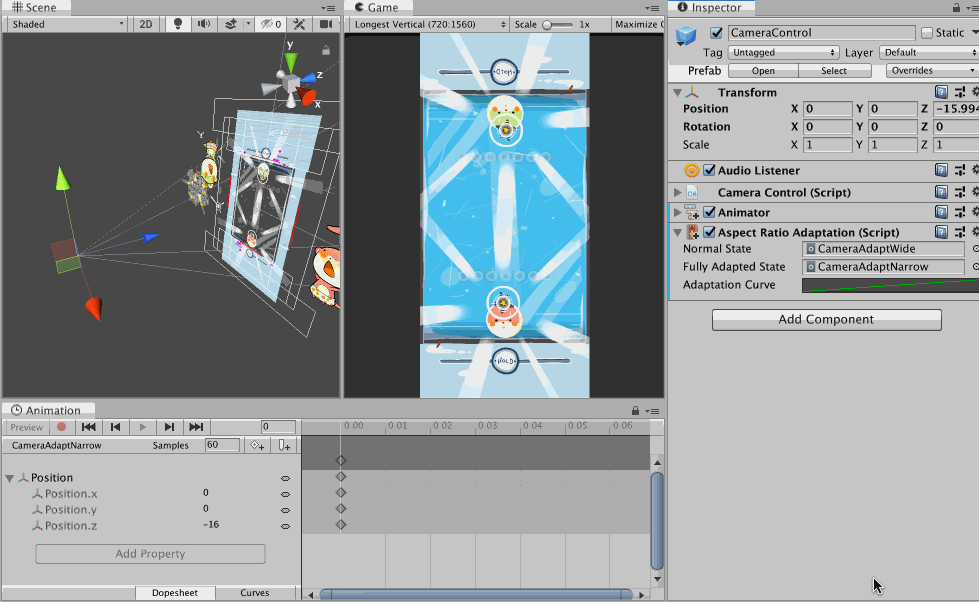 Scene
Shaded
2D
0
y
z
x
Y
Game
Longest Vertical (720:1560)
Scale
1x
Maximize
HOLD
HOLD
Inspector
CameraControl
Static
Tag
Untagged
Layer
Default
Prefab
Open
Select
Overrides
Transform
Position X 0 Y 0 Z -15.994
Rotation X 0 Y 0 Z 0
Scale X 1 Y 1 Z 1
Audio Listener
Camera Control (Script)
Animator
Aspect Ratio Adaptation (Script)
Normal State CameraAdaptWide
Fully Adapted State CameraAdaptNarrow
Adaptation Curve
Add Component
Animation
Preview
0
0:00 0:01 0:02 0:03 0:04 0:05 0:06
CameraAdaptNarrow Samples 60
Position
Position.x 0
Position.y 0
Position.z -16
Add Property
Dopesheet
Curves